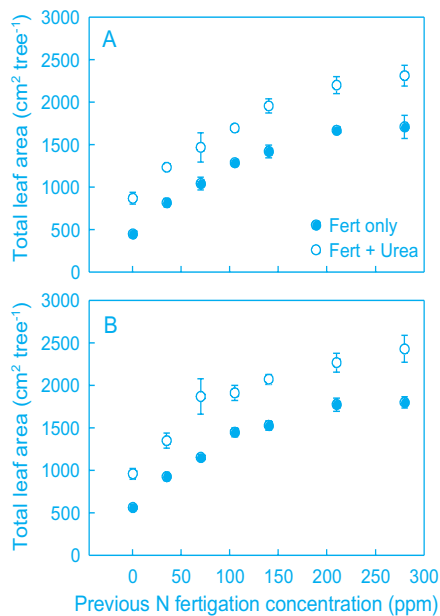 3000
A
2500
2000
1500
1000
500
0
Total leaf area (cm² tree⁻¹)
Fert only
Fert + Urea
3000
B
2500
2000
1500
1000
500
0
Total leaf area (cm² tree⁻¹)
0 50 100 150 200 250 300
Previous N fertigation concentration (ppm)